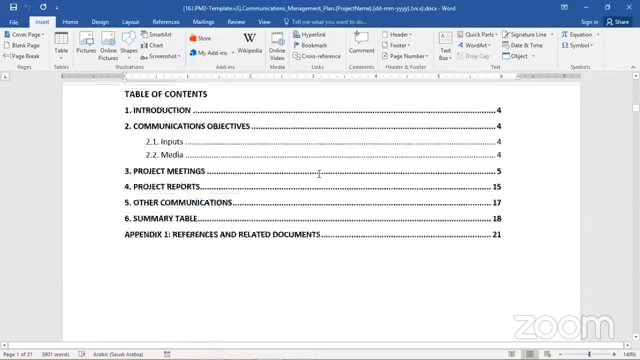 [16.I.PM2-Template.v3].Communications_Management_Plan.[ProjectName].(dd-mm-yyyy).(vx.x).docx - Word
File Home Insert Design Layout References Mailings Review View Tell me what you want to do... Sign in Share
Cover Page
Blank Page
Page Break
Table
Pictures
Online Pictures
Shapes
SmartArt
Chart
Screenshot
Store
My Add-ins
Wikipedia
Online Video
Hyperlink
Bookmark
Cross-reference
Comment
Header
Footer
Page Number
Text Box
Quick Parts
WordArt
Drop Cap
Signature Line
Date & Time
Object
Equation
Symbol
Pages Tables Illustrations Add-ins Media Links Comments Header & Footer Text Symbols
TABLE OF CONTENTS
1. INTRODUCTION 4
2. COMMUNICATIONS OBJECTIVES 4
2.1. Inputs 4
2.2. Media 4
3. PROJECT MEETINGS 5
4. PROJECT REPORTS 15
5. OTHER COMMUNICATIONS 17
6. SUMMARY TABLE 18
APPENDIX 1: REFERENCES AND RELATED DOCUMENTS 21
zoom
Page 1 of 21 3801 words Arabic (Saudi Arabia) 140%